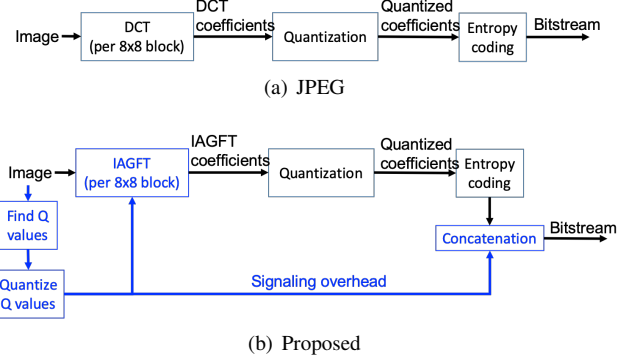 Image
DCT
(per 8x8 block)
DCT
coefficients
Quantization
Quantized
coefficients
Entropy
coding
Bitstream
(a) JPEG
Image
IAGFT
(per 8x8 block)
IAGFT
coefficients
Quantization
Quantized
coefficients
Entropy
coding
Find Q
values
Concatenation
Bitstream
Quantize
Q values
Signaling overhead
(b) Proposed